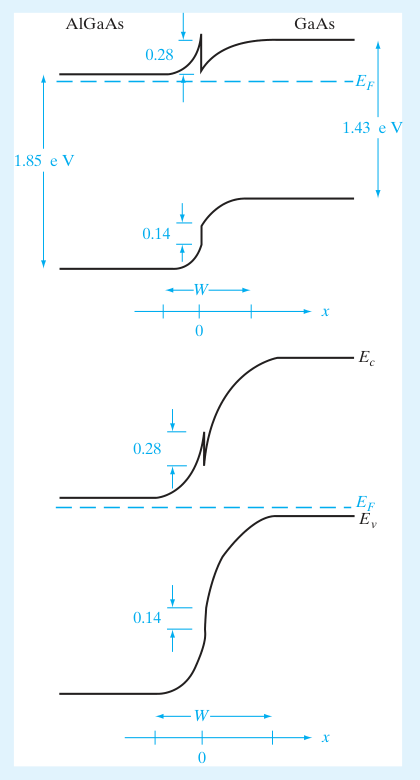 AlGaAs GaAs
0.28
E_F
1.43 e V
1.85 e V
0.14
W
x
0
E_c
0.28
E_F
E_v
0.14
W
x
0